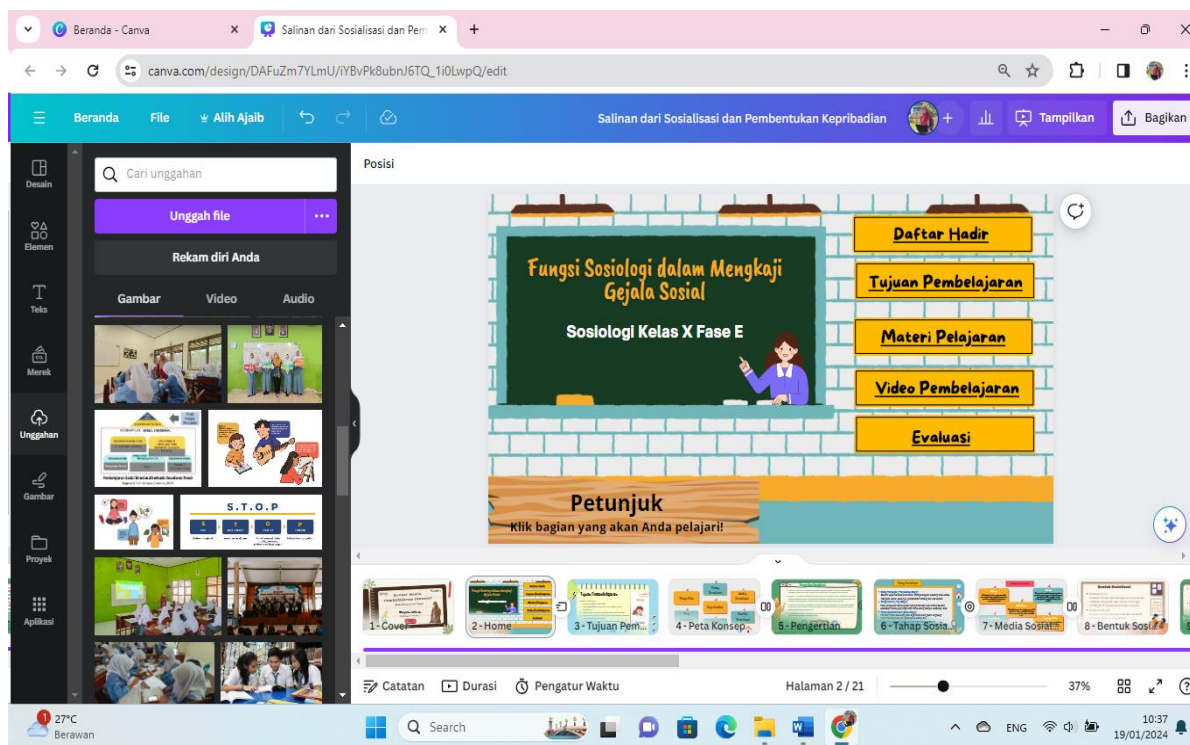 Beranda - Canva
Salinan dari Sosialisasi dan Pem
canva.com/design/DAFuZm7YLmU/iYBvPk8ubnJ6TQ_1i0LwpQ/edit
Beranda File Alih Ajaib
Salinan dari Sosialisasi dan Pembentukan Kepribadian
Tampilkan
Bagikan
Desain
Elemen
Teks
Merek
Unggahan
Gambar
Proyek
Aplikasi
Cari unggahan
Unggah file
Rekam diri Anda
Gambar Video Audio
S.T.O.P
Posisi
Fungsi Sosiologi dalam Mengkaji
Gejala Sosial
Sosiologi Kelas X Fase E
Daftar Hadir
Tujuan Pembelajaran
Materi Pelajaran
Video Pembelajaran
Evaluasi
Petunjuk
Klik bagian yang akan Anda pelajari!
1 - Cover
2 - Home
3 - Tujuan Pem...
4 - Peta Konsep
5 - Pengertian
6 - Tahap Sosia...
7 - Media Sosial
8 - Bentuk Sosi...
Catatan Durasi Pengatur Waktu
Halaman 2 / 21
37%
1
27°C
Berawan
Search
ENG
10:37
19/01/2024